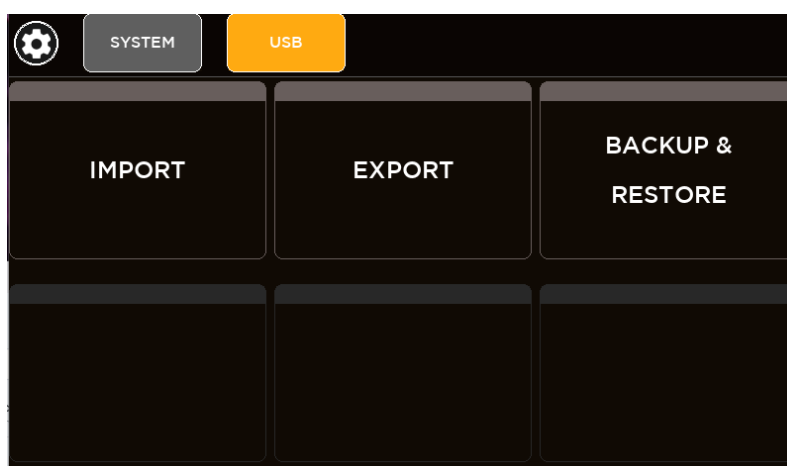 SYSTEM
USB
IMPORT
EXPORT
BACKUP &
RESTORE